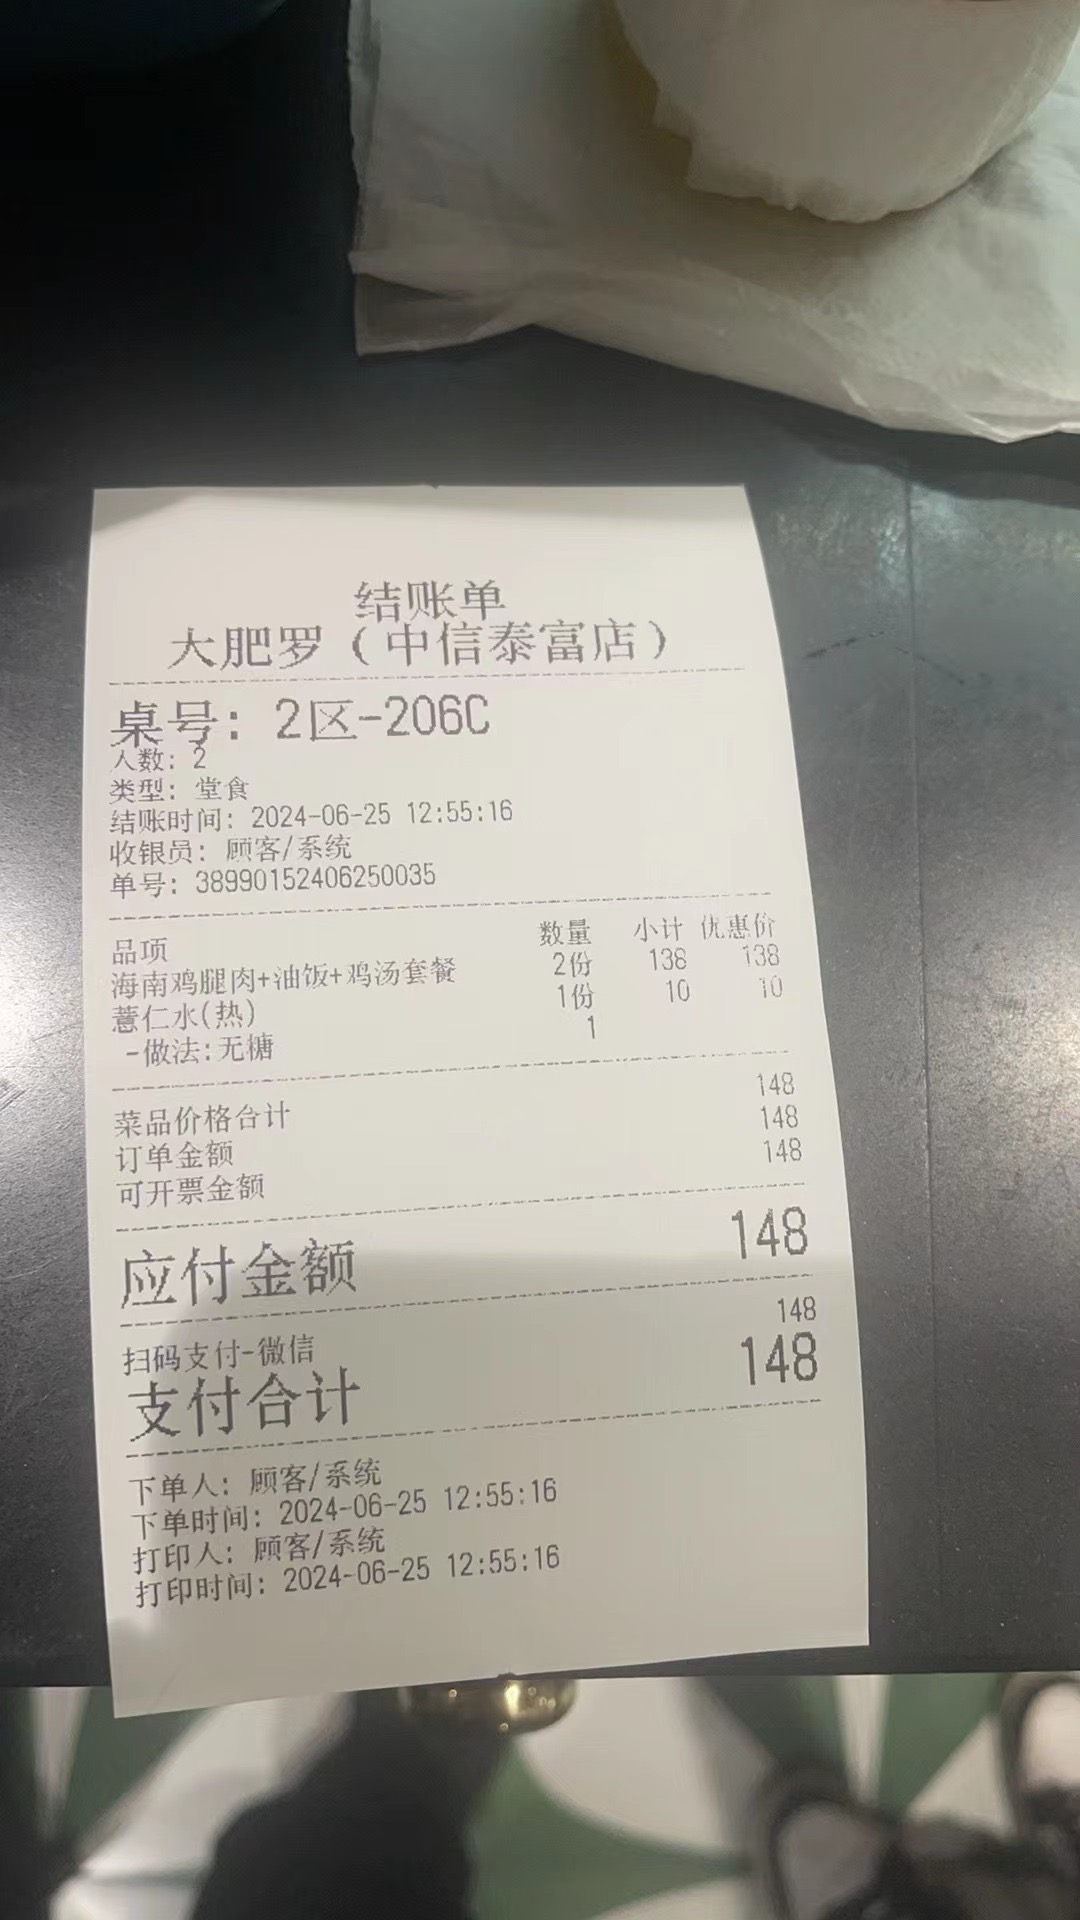 结账单
大肥罗（中信泰富店）
桌号：2区-206C
人数：2
类型：堂食
结账时间：2024-06-25 12:55:16
收银员：顾客/系统
单号：38990152406250035
品项 数量 小计 优惠价
海南鸡腿肉+油饭+鸡汤套餐 2份 138 138
薏仁水(热) 1份 10 10
-做法:无糖 1
菜品价格合计 148
订单金额 148
可开票金额 148
应付金额 148
扫码支付-微信 148
支付合计 148
下单人：顾客/系统
下单时间：2024-06-25 12:55:16
打印人：顾客/系统
打印时间：2024-06-25 12:55:16